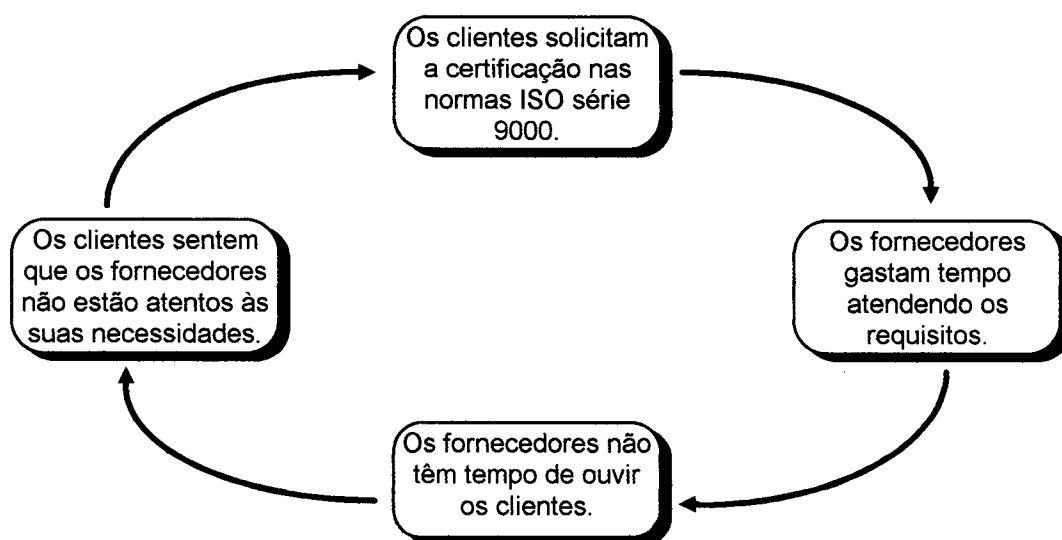 Os clientes solicitam
a certificação nas
normas ISO série
9000.
Os fornecedores
gastam tempo
atendendo os
requisitos.
Os fornecedores não
têm tempo de ouvir
os clientes.
Os clientes sentem
que os fornecedores
não estão atentos às
suas necessidades.